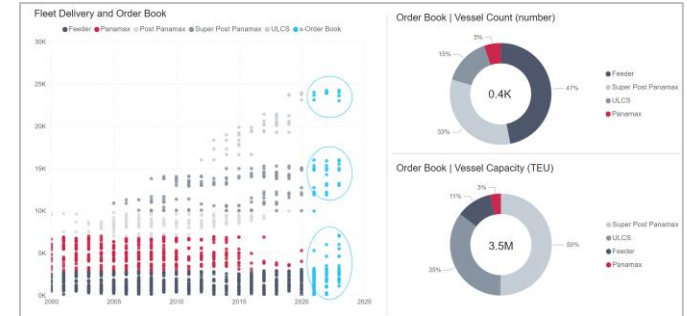 Fleet Delivery and Order Book
Feeder Panamax Post Panamax Super Post Panamax ULCS x-Order Book
30K
25K
20K
15K
10K
5K
0K
2000 2005 2010 2015 2020 2025
Order Book | Vessel Count (number)
5%
15%
0.4K
47%
33%
Feeder
Super Post Panamax
ULCS
Panamax
Order Book | Vessel Capacity (TEU)
3%
11%
3.5M
50%
35%
Super Post Panamax
ULCS
Feeder
Panamax